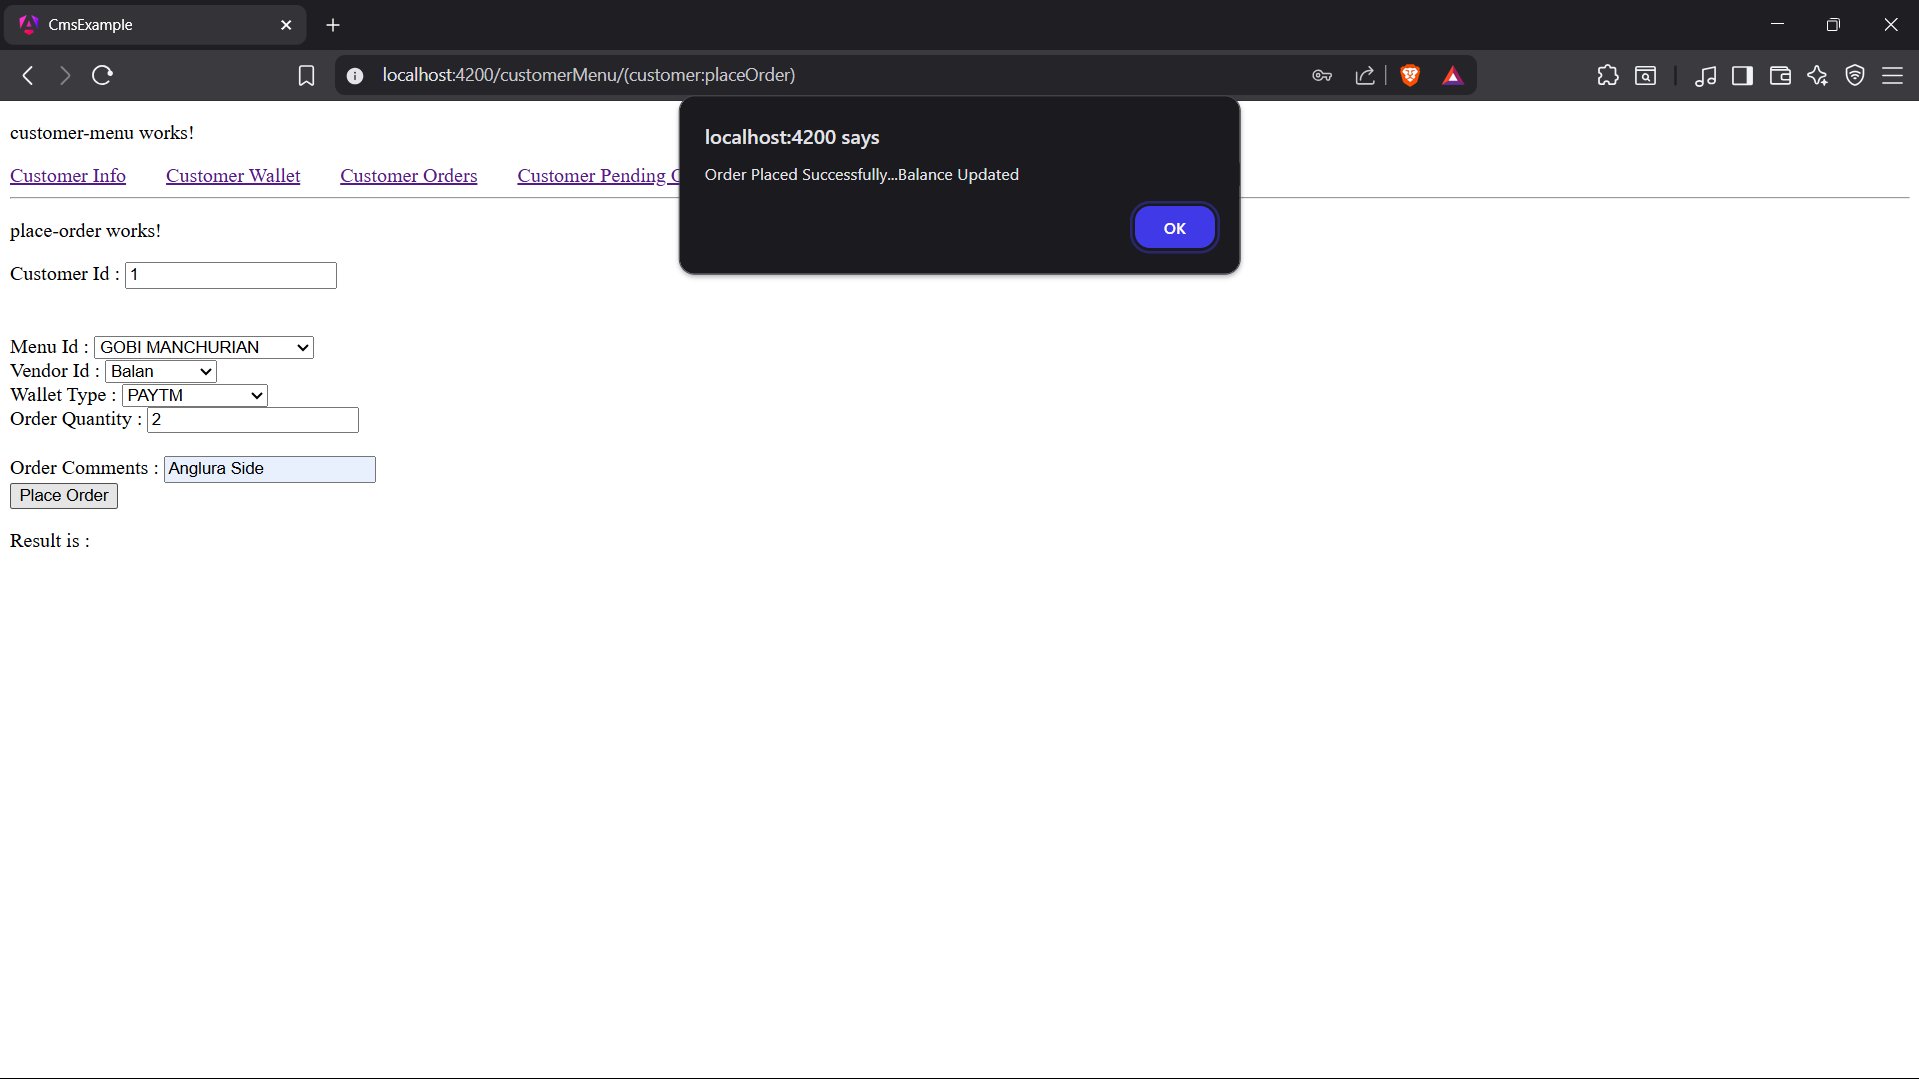 CmsExample
localhost:4200/customerMenu/(customer:placeOrder)
localhost:4200 says
Order Placed Successfully...Balance Updated
OK
customer-menu works!
Customer Info Customer Wallet Customer Orders Customer Pending
place-order works!
Customer Id : 1
Menu Id : GOBI MANCHURIAN
Vendor Id : Balan
Wallet Type : PAYTM
Order Quantity : 2
Order Comments : Anglura Side
Place Order
Result is :